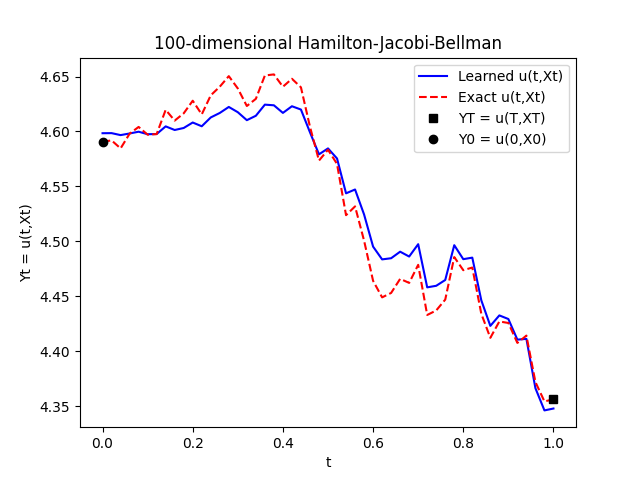 100-dimensional Hamilton-Jacobi-Bellman
Learned u(t,Xt)
Exact u(t,Xt)
YT = u(T,XT)
Y0 = u(0,X0)
Yt = u(t,Xt)
4.65
4.60
4.55
4.50
4.45
4.40
4.35
0.0 0.2 0.4 0.6 0.8 1.0
t